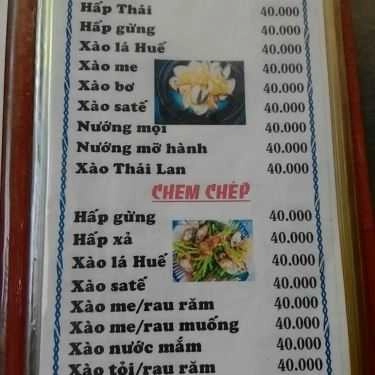 Hấp Thái 40.000
Hấp gừng 40.000
Xào lá Huế 40.000
Xào me 40.000
Xào bơ 40.000
Xào satế 40.000
Nướng mọi 40.000
Nướng mỡ hành 40.000
Xào Thái Lan 40.000
CHEM CHÉP
Hấp gừng 40.000
Hấp xả 40.000
Xào lá Huế 40.000
Xào satế 40.000
Xào me/rau răm 40.000
Xào me/rau muống 40.000
Xào nước mắm 40.000
Xào tỏi/rau răm 40.000